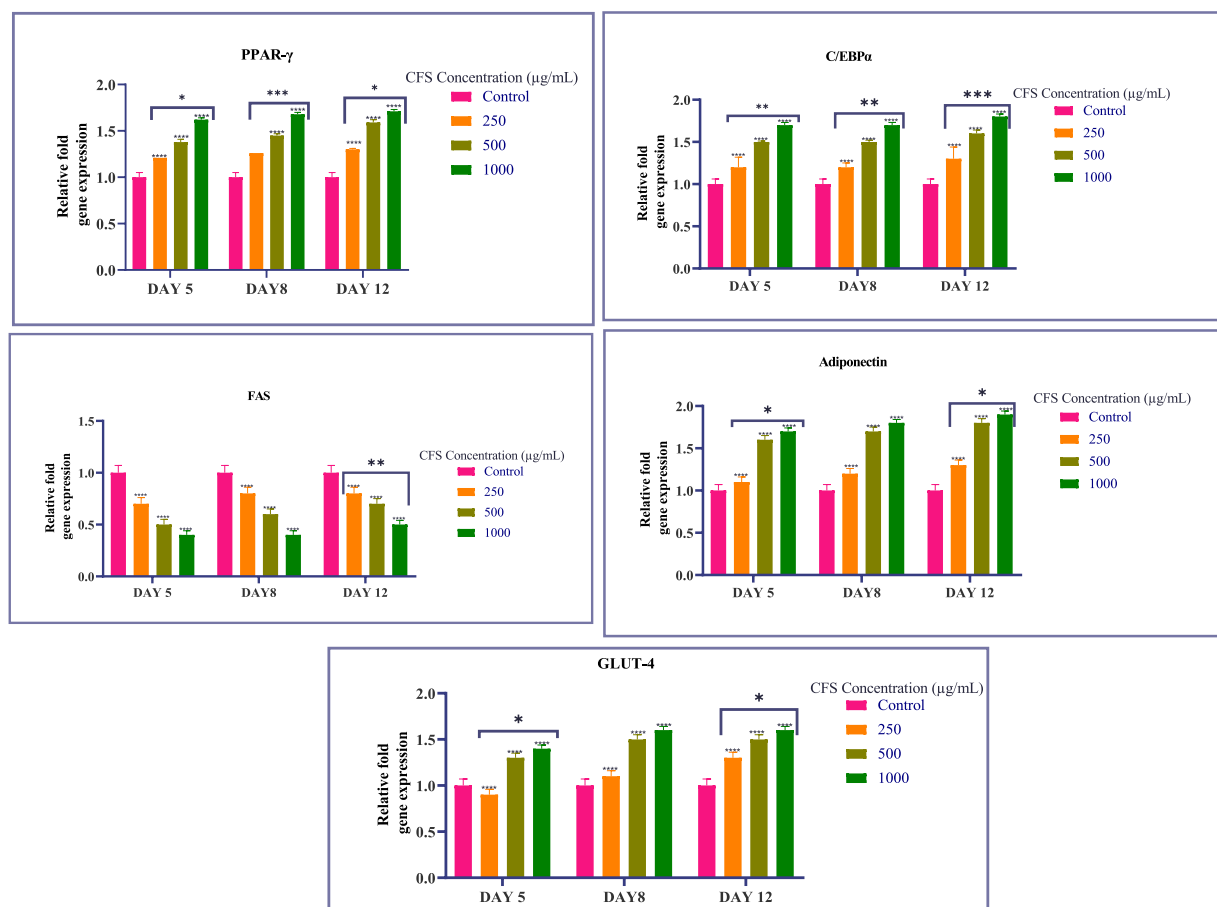 PPAR-γ
CFS Concentration (µg/mL)
Control
250
500
1000
Relative fold
gene expression
2.0
1.5
1.0
0.5
0.0
* *** *
**** **** ****
**** **** ****
**** **** ****
DAY 5 DAY8 DAY 12
C/EBPα
CFS Concentration (µg/mL)
Control
250
500
1000
Relative fold
gene expression
2.0
1.5
1.0
0.5
0.0
** ** ***
**** **** ****
**** **** ****
**** **** ****
DAY 5 DAY8 DAY 12
FAS
CFS Concentration (µg/mL)
Control
250
500
1000
Relative fold
gene expression
1.5
1.0
0.5
0.0
**
**** **** ****
**** **** ****
**** **** ****
DAY 5 DAY8 DAY 12
Adiponectin
CFS Concentration (µg/mL)
Control
250
500
1000
Relative fold
gene expression
2.0
1.5
1.0
0.5
0.0
* *
**** **** ****
**** **** ****
**** **** ****
DAY 5 DAY8 DAY 12
GLUT-4
CFS Concentration (µg/mL)
Control
250
500
1000
Relative fold
gene expression
2.0
1.5
1.0
0.5
0.0
* *
**** **** ****
**** **** ****
**** **** ****
DAY 5 DAY8 DAY 12